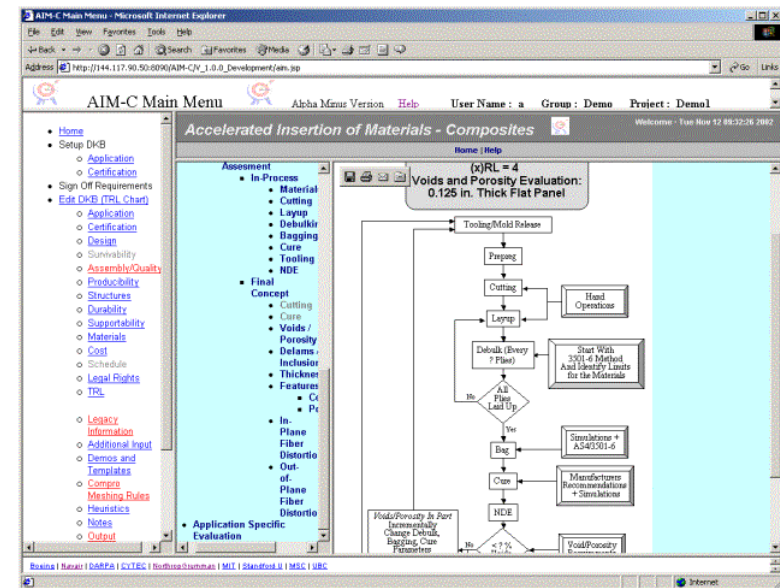 AIM-C Main Menu - Microsoft Internet Explorer
File Edit View Favorites Tools Help
Back Search Favorites Media
Address http://144.117.90.50:8090/AIM-C/V_1.0.0_Development/aim.jsp Go Links
AIM-C Main Menu Alpha Minus Version Help User Name : a Group : Demo Project : Demo1
Home
Setup DKB
Application
Certification
Sign Off Requirements
Edit DKB (TRL Chart)
Application
Certification
Design
Survivability
Assembly/Quality
Producibility
Structures
Durability
Supportability
Materials
Cost
Schedule
Legal Rights
TRL
Legacy
Information
Additional Input
Demos and
Templates
Compro
Meshing Rules
Heuristics
Notes
Output
Accelerated Insertion of Materials - Composites
Welcome - Tue Nov 12 09:32:26 2002
Home | Help
Assesment
In-Process
Material
Cutting
Layup
Debulkin
Bagging
Cure
Tooling
NDE
Final
Concept
Cutting
Cure
Voids /
Porosity
Delams
Inclusion
Thicknes
Features
Co
Po
In-
Plane
Fiber
Distortio
Out-
of-
Plane
Fiber
Distortio
Application Specific
Evaluation
(x)RL = 4
Voids and Porosity Evaluation:
0.125 in. Thick Flat Panel
Tooling/Mold Release
Prepreg
Cutting
Hand
Operations
Layup
Debulk (Every
? Plies)
Start With
3501-6 Method
And Identify Limits
for the Materials
All
Plies
Laid Up
No
Yes
Bag
Simulations +
AS4/3501-6
Cure
Manufacturers
Recommendations
+ Simulations
NDE
Voids/Porosity In Part
Incrementally
Change Debulk,
Bagging, Cure
Parameters
No
< ? %
Void/Porosity
Boeing | Navair | DARPA | CYTEC | Northrop Grumman | MIT | Standford U | MSC | UBC
Internet